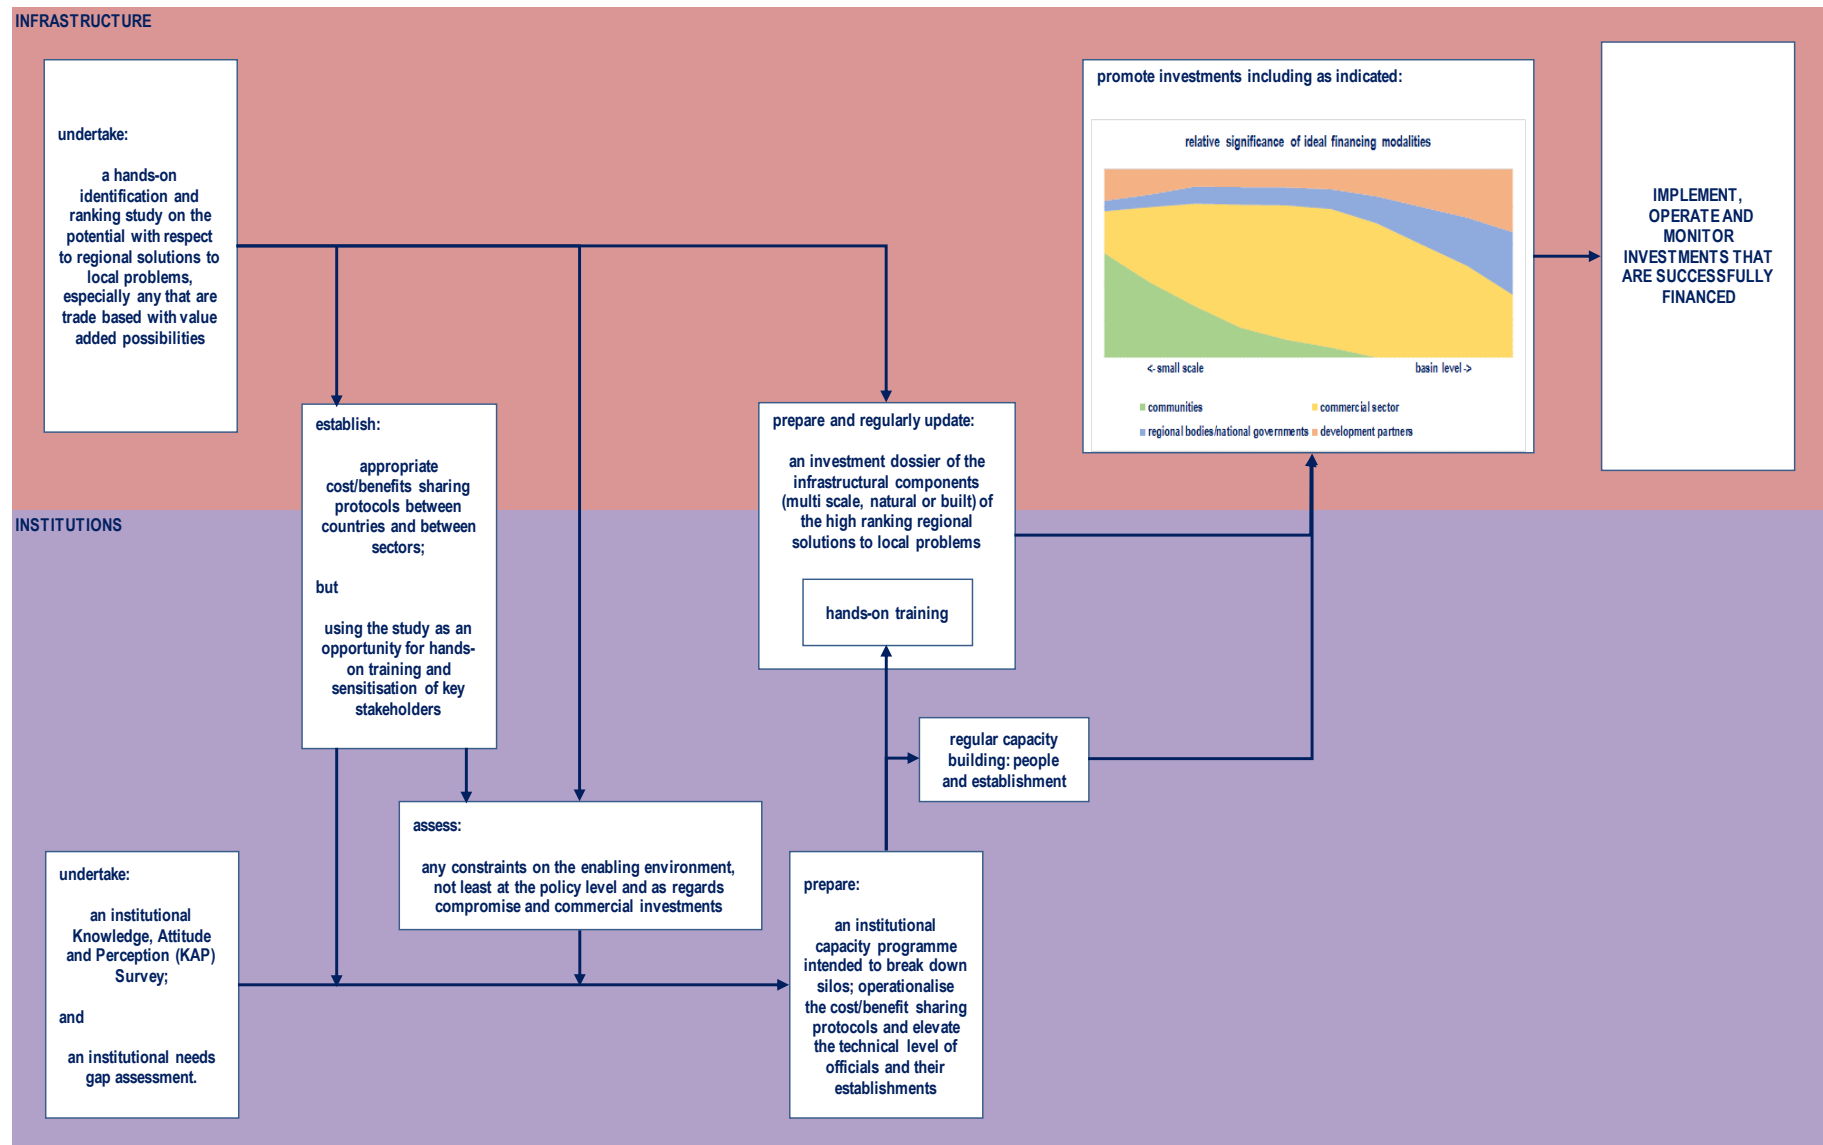 INFRASTRUCTURE
undertake:
a hands-on
identification and
ranking study on the
potential with respect
to regional solutions to
local problems,
especially any that are
trade based with value
added possibilities
establish:
appropriate
cost/benefits sharing
protocols between
countries and between
sectors;
but
using the study as an
opportunity for hands-
on training and
sensitisation of key
stakeholders
prepare and regularly update:
an investment dossier of the
infrastructural components
(multi scale, natural or built) of
the high ranking regional
solutions to local problems
hands-on training
promote investments including as indicated:
relative significance of ideal financing modalities
<- small scale
basin level ->
communities
commercial sector
regional bodies/national governments
development partners
IMPLEMENT,
OPERATE AND
MONITOR
INVESTMENTS THAT
ARE SUCCESSFULLY
FINANCED
INSTITUTIONS
regular capacity
building: people
and establishment
assess:
any constraints on the enabling environment,
not least at the policy level and as regards
compromise and commercial investments
undertake:
an institutional
Knowledge, Attitude
and Perception (KAP)
Survey;
and
an institutional needs
gap assessment.
prepare:
an institutional
capacity programme
intended to break down
silos; operationalise
the cost/benefit sharing
protocols and elevate
the technical level of
officials and their
establishments